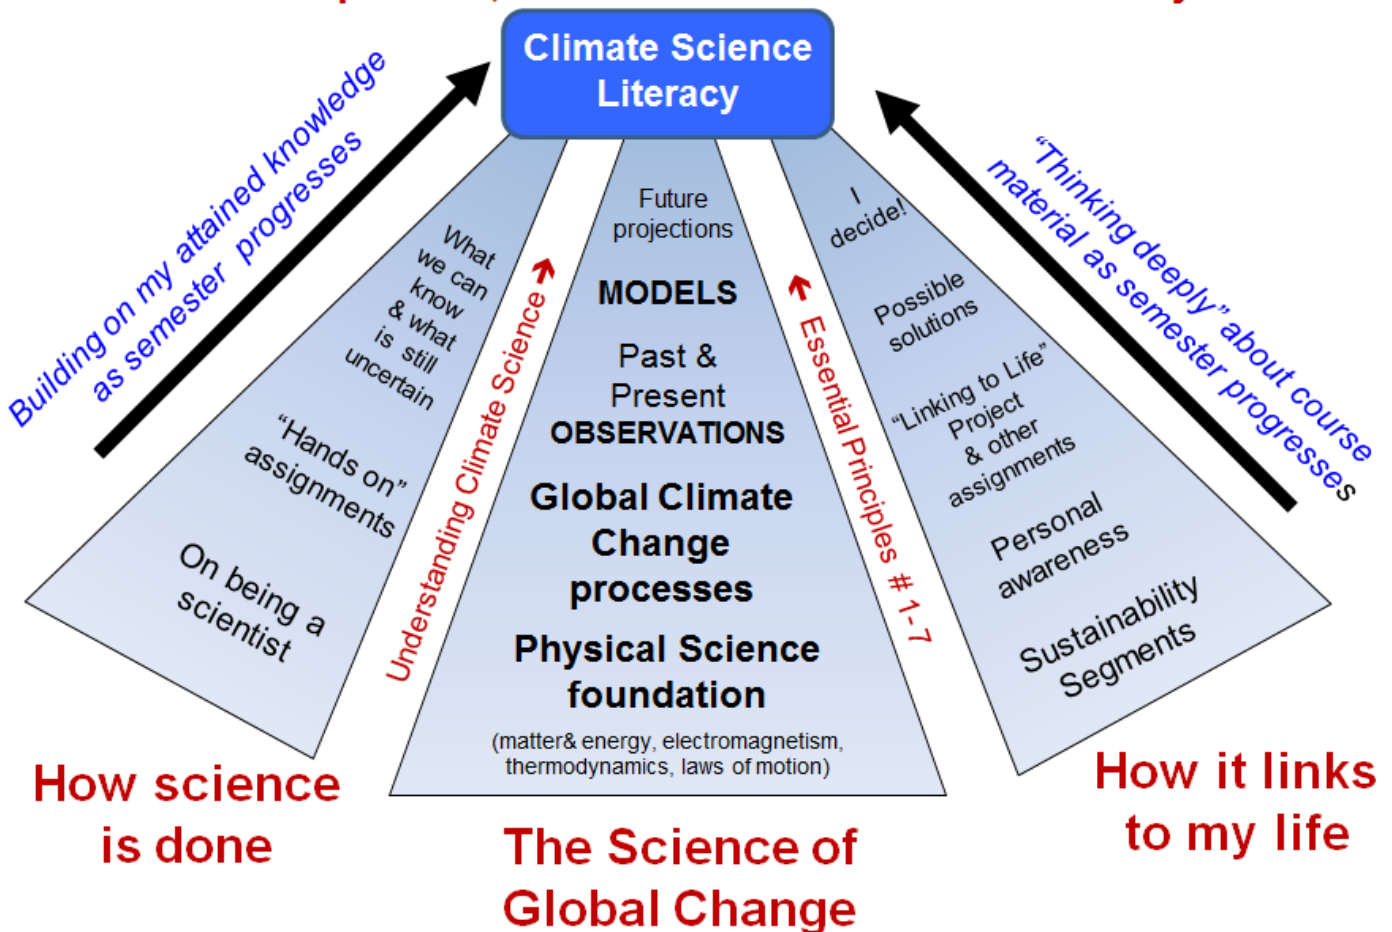 Climate Science
Literacy
Building on my attained knowledge
as semester progresses
"Thinking deeply" about course
material as semester progresses
What
we can
know
& what
is still
uncertain
"Hands on"
assignments
On being a
scientist
Understanding Climate Science
Future
projections
MODELS
Past &
Present
OBSERVATIONS
Global Climate
Change
processes
Physical Science
foundation
(matter& energy, electromagnetism,
thermodynamics, laws of motion)
Essential Principles # 1-7
I
decide!
Possible
solutions
"Linking to Life"
Project
& other
assignments
Personal
awareness
Sustainability
Segments
How science
is done
The Science of
Global Change
How it links
to my life